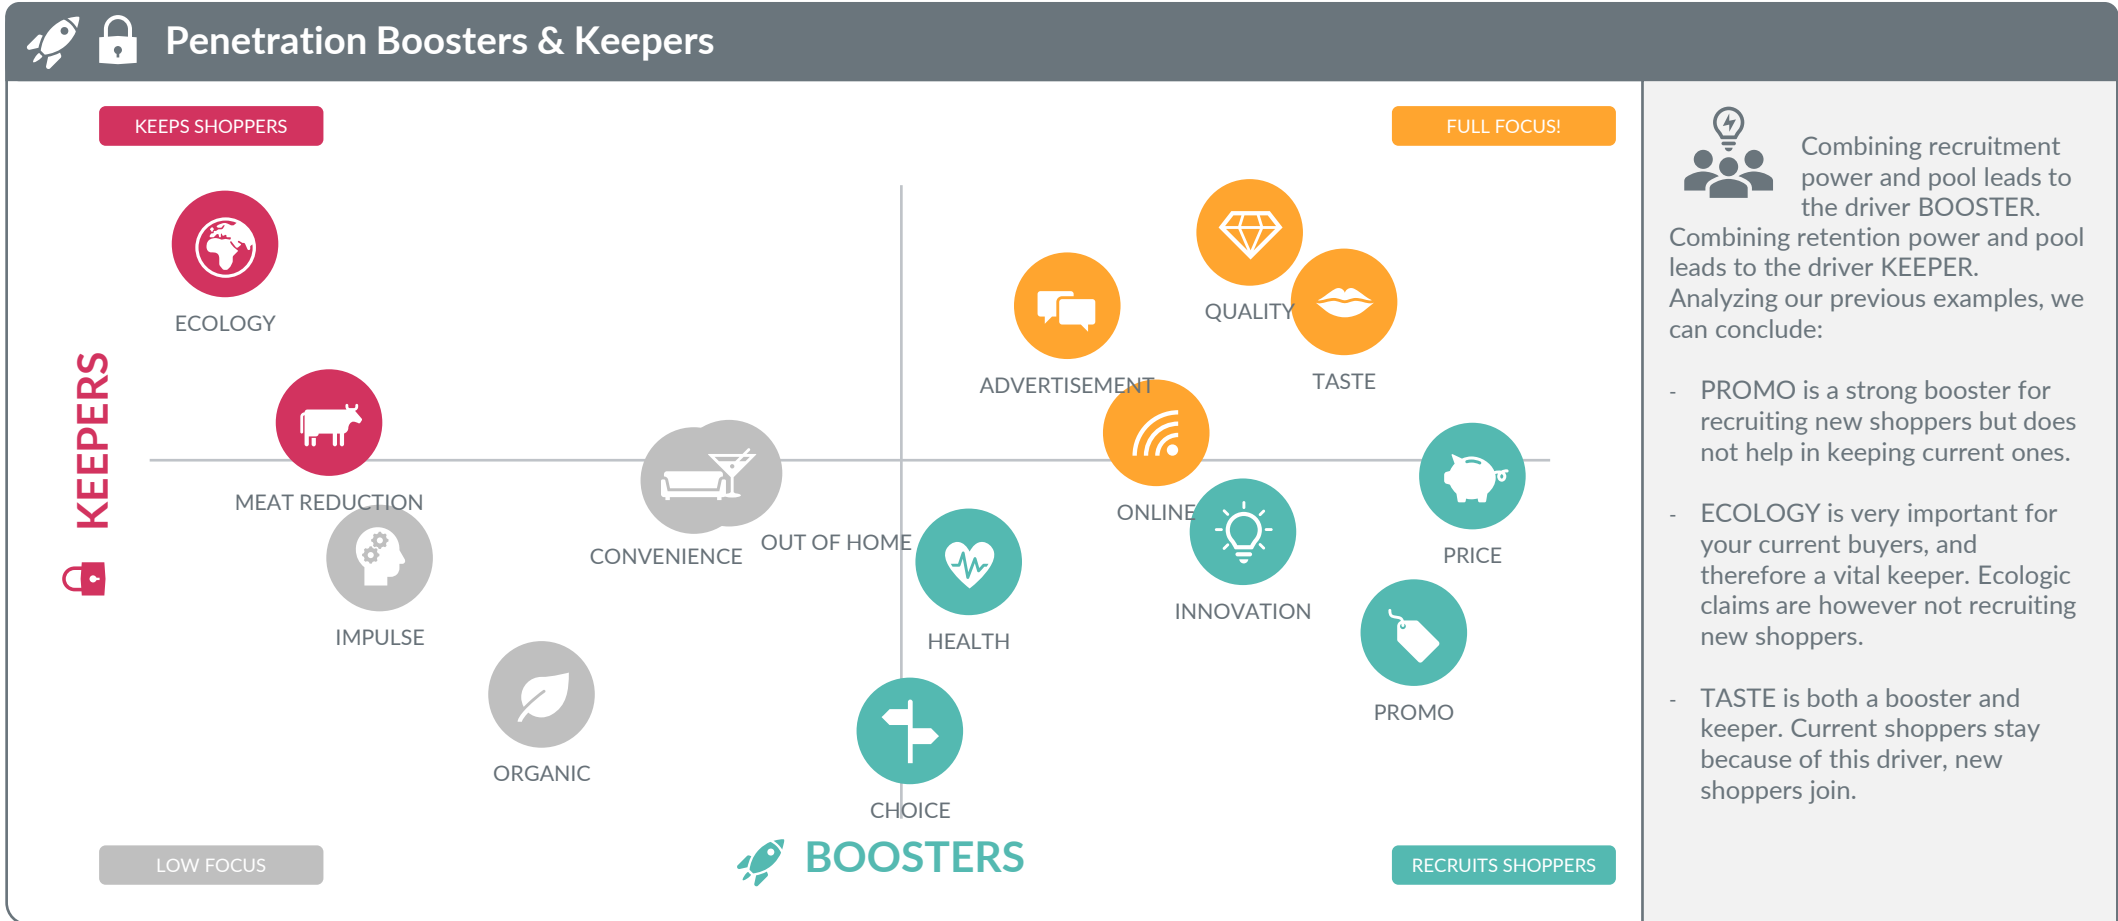 Penetration Boosters & Keepers
KEEPS SHOPPERS
FULL FOCUS!
ECOLOGY
QUALITY
ADVERTISEMENT
TASTE
KEEPERS
MEAT REDUCTION
ONLINE
CONVENIENCE
OUT OF HOME
PRICE
INNOVATION
IMPULSE
HEALTH
PROMO
ORGANIC
CHOICE
BOOSTERS
LOW FOCUS
RECRUITS SHOPPERS
Combining recruitment
power and pool leads to
the driver BOOSTER.
Combining retention power and pool
leads to the driver KEEPER.
Analyzing our previous examples, we
can conclude:
- PROMO is a strong booster for
recruiting new shoppers but does
not help in keeping current ones.
- ECOLOGY is very important for
your current buyers, and
therefore a vital keeper. Ecologic
claims are however not recruiting
new shoppers.
- TASTE is both a booster and
keeper. Current shoppers stay
because of this driver, new
shoppers join.